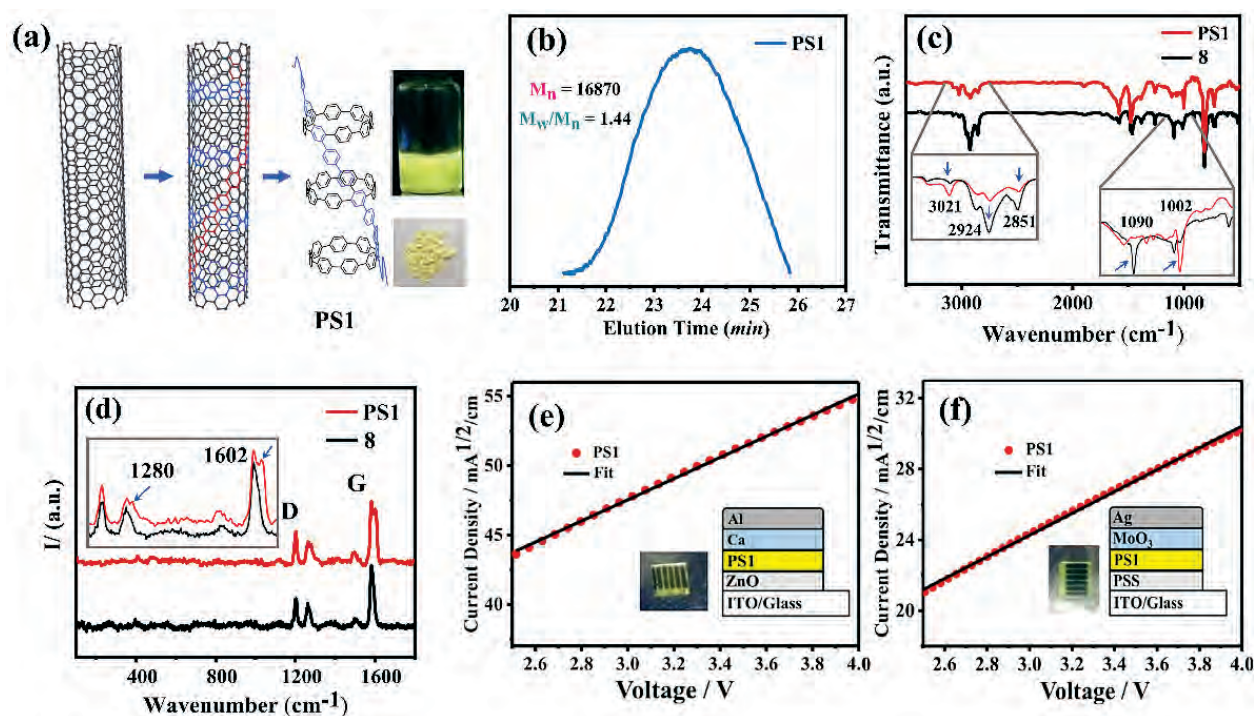 (a)
PS1
(b)
PS1
Mn = 16870
Mw/Mn = 1.44
20 21 22 23 24 25 26 27
Elution Time (min)
(c)
PS1
8
Transmittance (a.u.)
3021
2924
2851
1090
1002
3000 2000 1000
Wavenumber (cm-1)
(d)
PS1
8
I/ (a.u.)
1280
1602
D
G
400 800 1200 1600
Wavenumber (cm-1)
(e)
Current Density / mA1/2/cm
55
50
45
40
PS1
Fit
Al
Ca
PS1
ZnO
ITO/Glass
2.6 2.8 3.0 3.2 3.4 3.6 3.8 4.0
Voltage / V
(f)
Current Density / mA1/2/cm
32
28
24
20
PS1
Fit
Ag
MoO3
PS1
PSS
ITO/Glass
2.6 2.8 3.0 3.2 3.4 3.6 3.8 4.0
Voltage / V